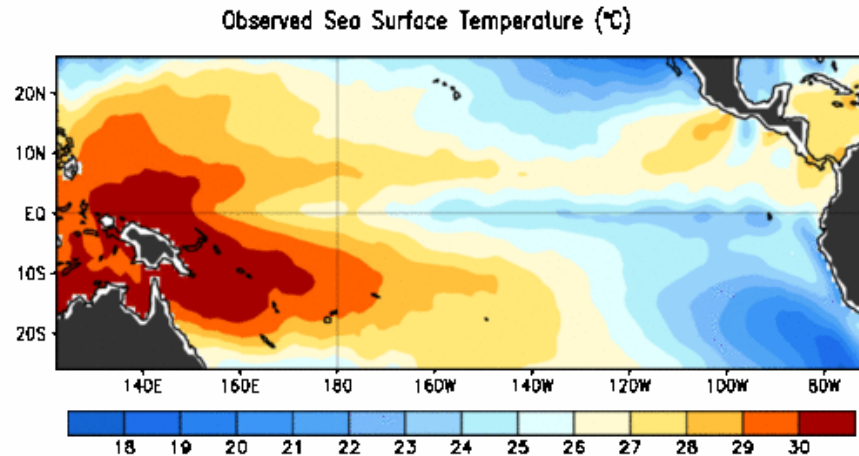 Observed Sea Surface Temperature (°C)
20N
10N
EQ
10S
20S
140E 160E 180 160W 140W 120W 100W 80W
18 19 20 21 22 23 24 25 26 27 28 29 30